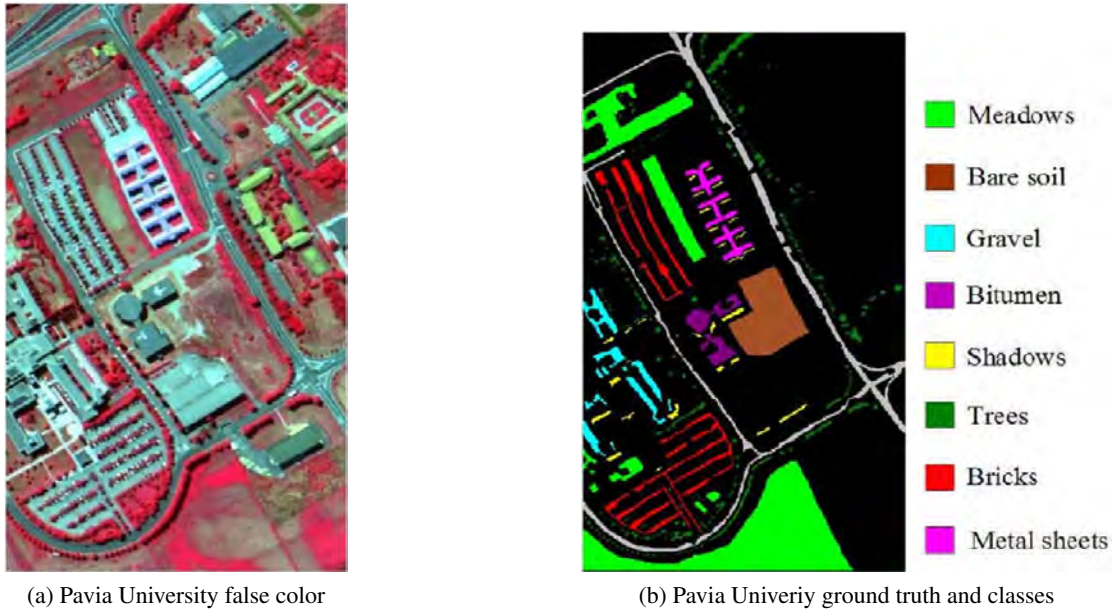 Meadows
Bare soil
Gravel
Bitumen
Shadows
Trees
Bricks
Metal sheets
(a) Pavia University false color
(b) Pavia Univeriy ground truth and classes